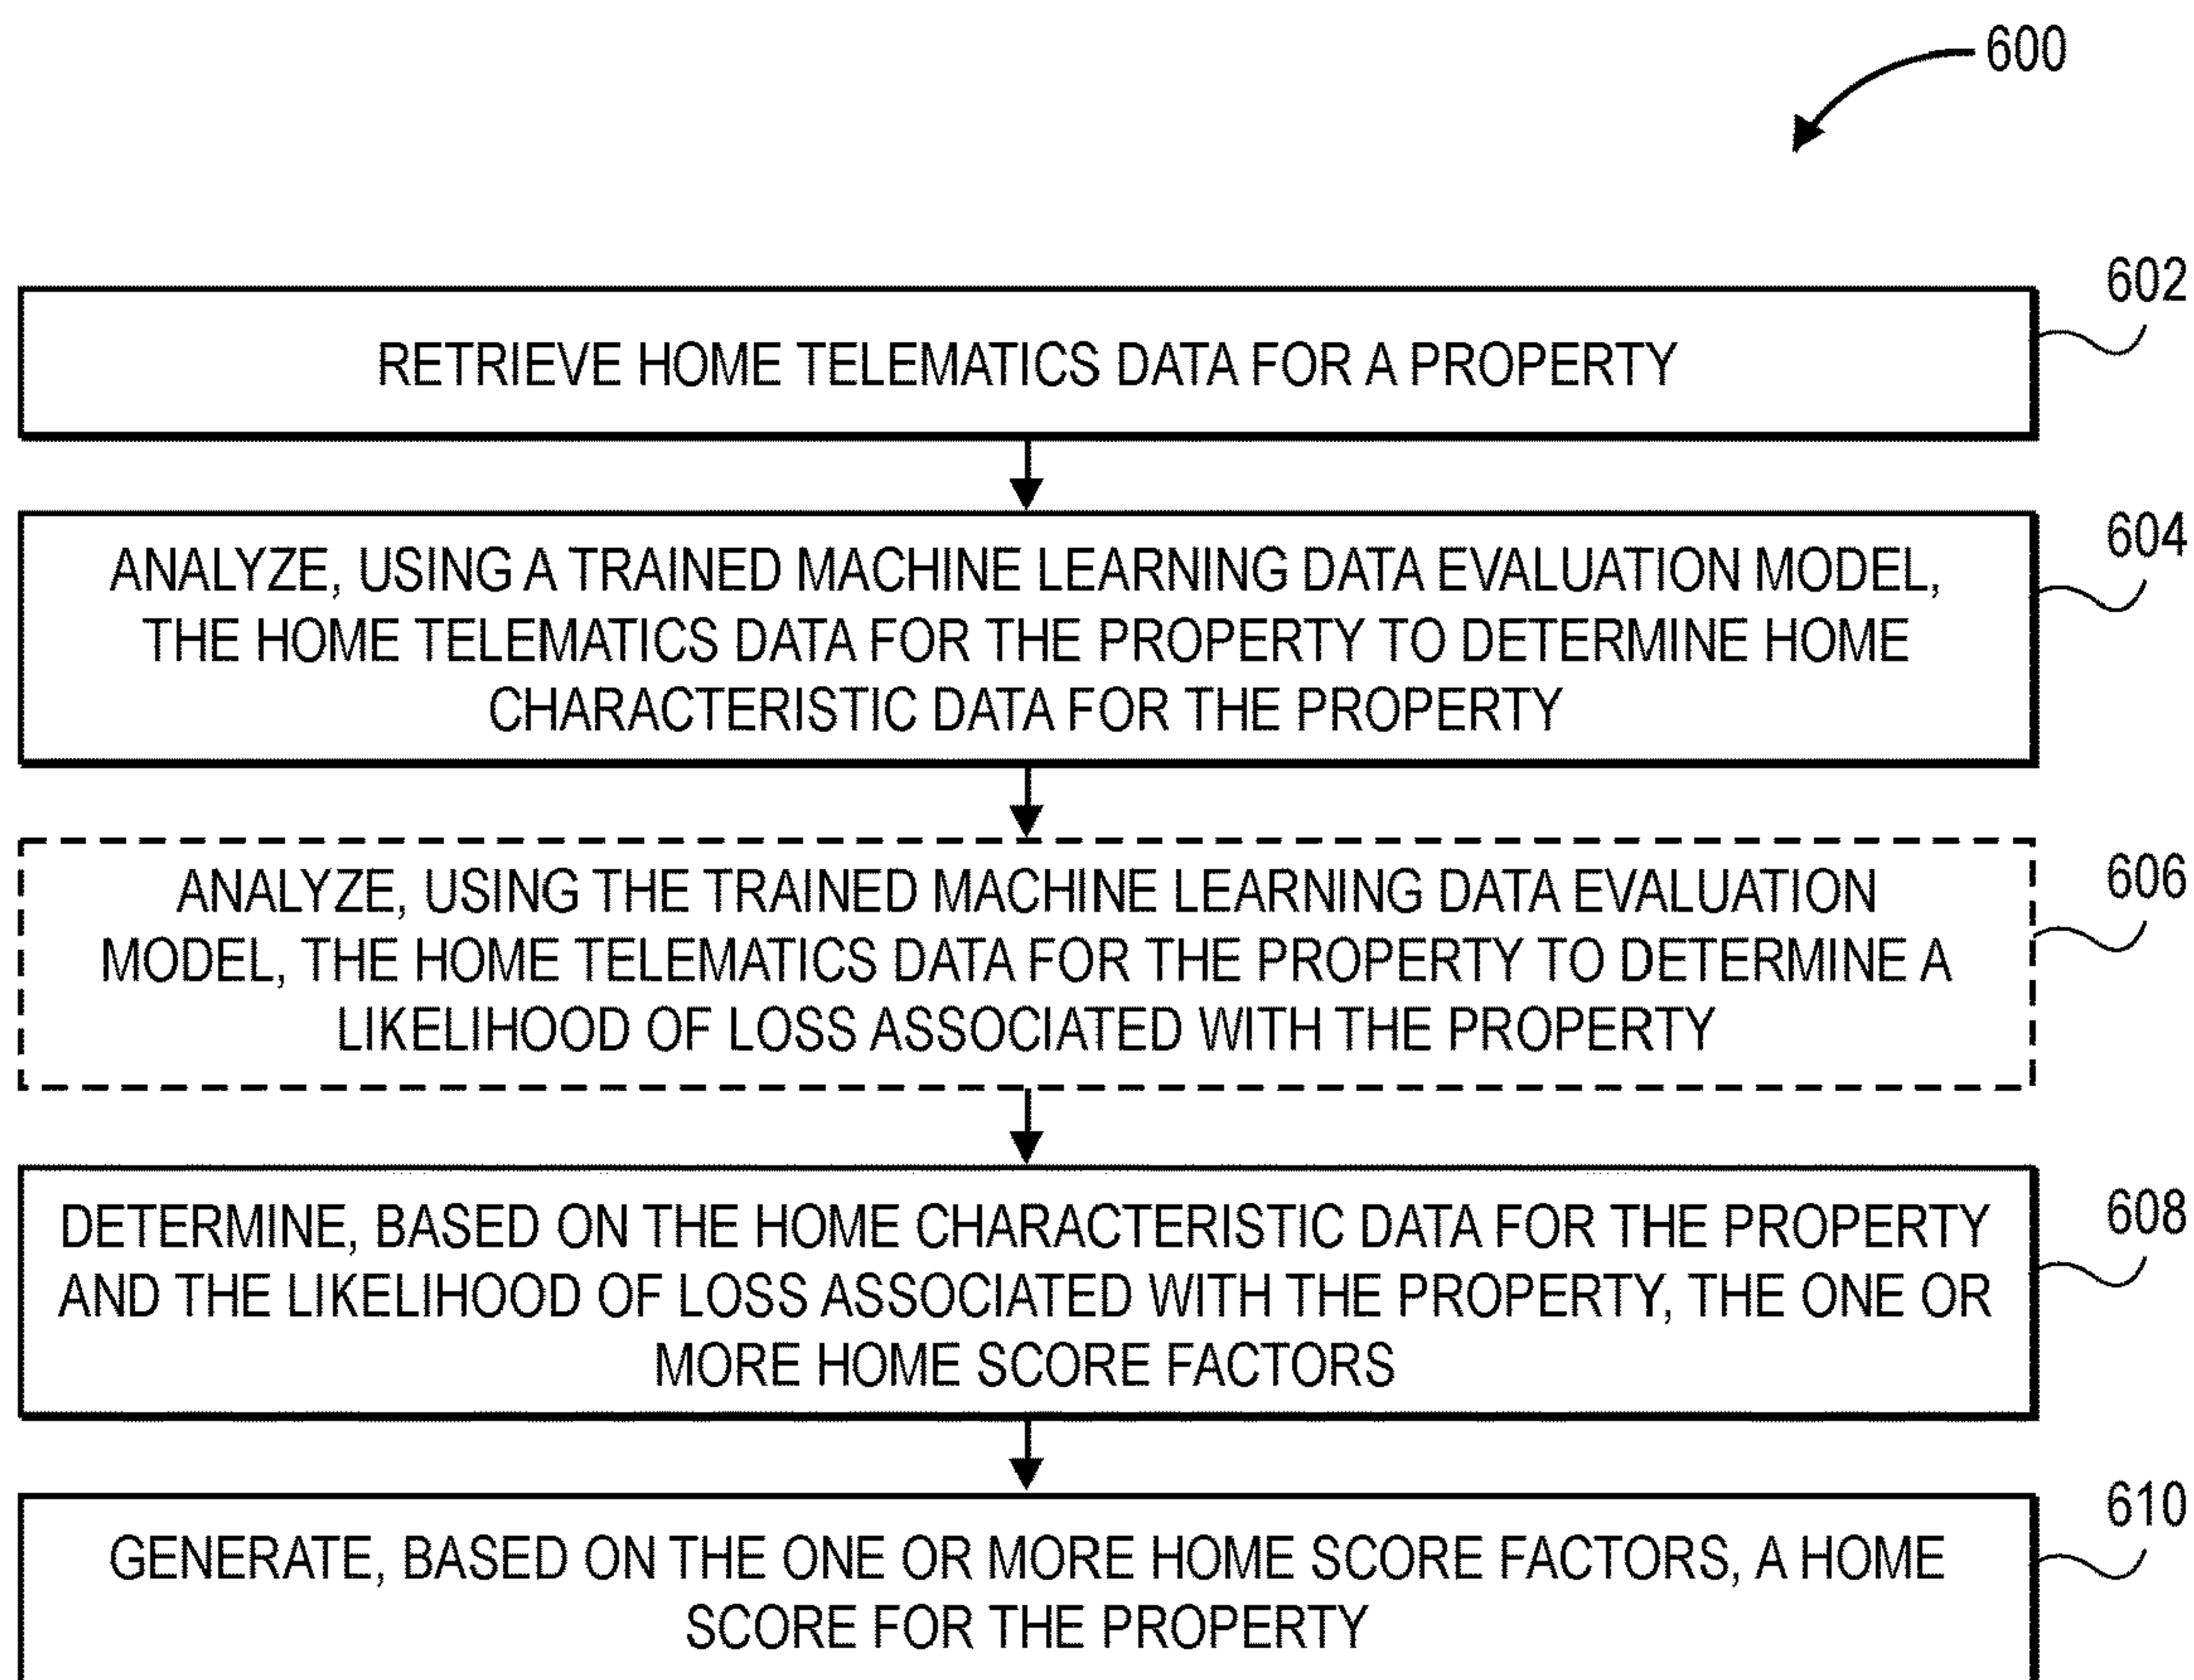 600
602
RETRIEVE HOME TELEMATICS DATA FOR A PROPERTY
604
ANALYZE, USING A TRAINED MACHINE LEARNING DATA EVALUATION MODEL,
THE HOME TELEMATICS DATA FOR THE PROPERTY TO DETERMINE HOME
CHARACTERISTIC DATA FOR THE PROPERTY
606
ANALYZE, USING THE TRAINED MACHINE LEARNING DATA EVALUATION
MODEL, THE HOME TELEMATICS DATA FOR THE PROPERTY TO DETERMINE A
LIKELIHOOD OF LOSS ASSOCIATED WITH THE PROPERTY
608
DETERMINE, BASED ON THE HOME CHARACTERISTIC DATA FOR THE PROPERTY
AND THE LIKELIHOOD OF LOSS ASSOCIATED WITH THE PROPERTY, THE ONE OR
MORE HOME SCORE FACTORS
610
GENERATE, BASED ON THE ONE OR MORE HOME SCORE FACTORS, A HOME
SCORE FOR THE PROPERTY